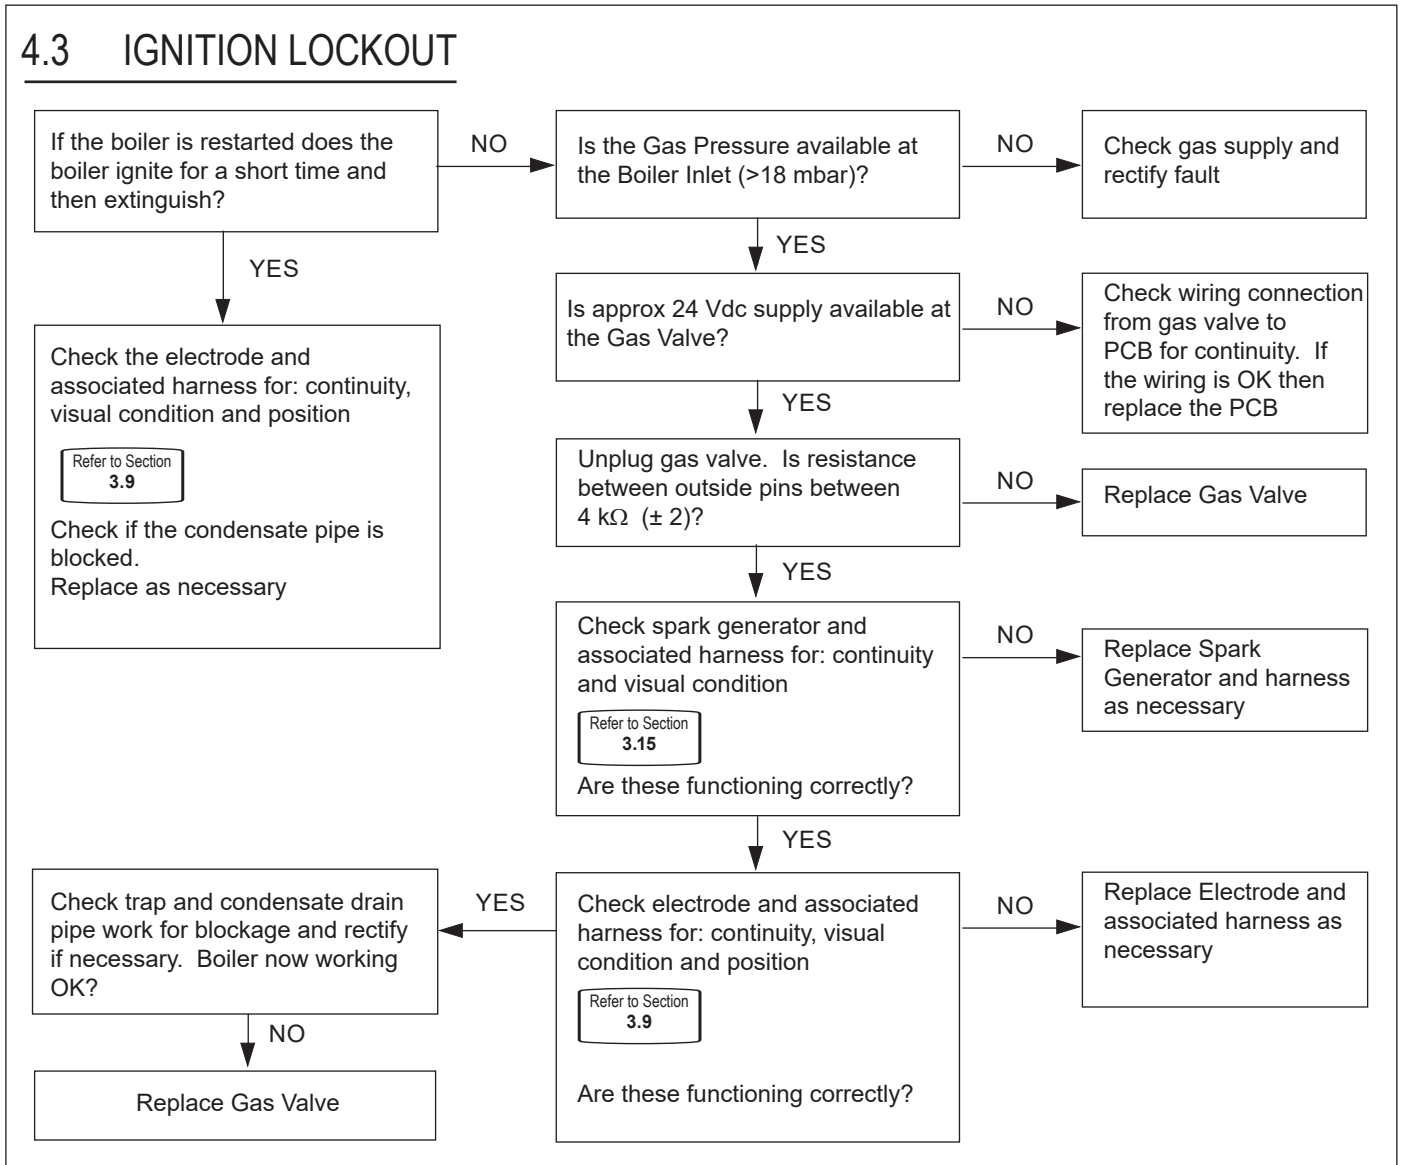 4.3 IGNITION LOCKOUT
If the boiler is restarted does the
boiler ignite for a short time and
then extinguish?
NO
Is the Gas Pressure available at
the Boiler Inlet (>18 mbar)?
NO
Check gas supply and
rectify fault
YES
YES
Check the electrode and
associated harness for: continuity,
visual condition and position
Refer to Section
3.9
Check if the condensate pipe is
blocked.
Replace as necessary
Is approx 24 Vdc supply available at
the Gas Valve?
NO
Check wiring connection
from gas valve to
PCB for continuity. If
the wiring is OK then
replace the PCB
YES
Unplug gas valve. Is resistance
between outside pins between
4 kΩ (± 2)?
NO
Replace Gas Valve
YES
Check spark generator and
associated harness for: continuity
and visual condition
Refer to Section
3.15
Are these functioning correctly?
NO
Replace Spark
Generator and harness
as necessary
YES
Check electrode and associated
harness for: continuity, visual
condition and position
Refer to Section
3.9
Are these functioning correctly?
NO
Replace Electrode and
associated harness as
necessary
YES
Check trap and condensate drain
pipe work for blockage and rectify
if necessary. Boiler now working
OK?
NO
Replace Gas Valve